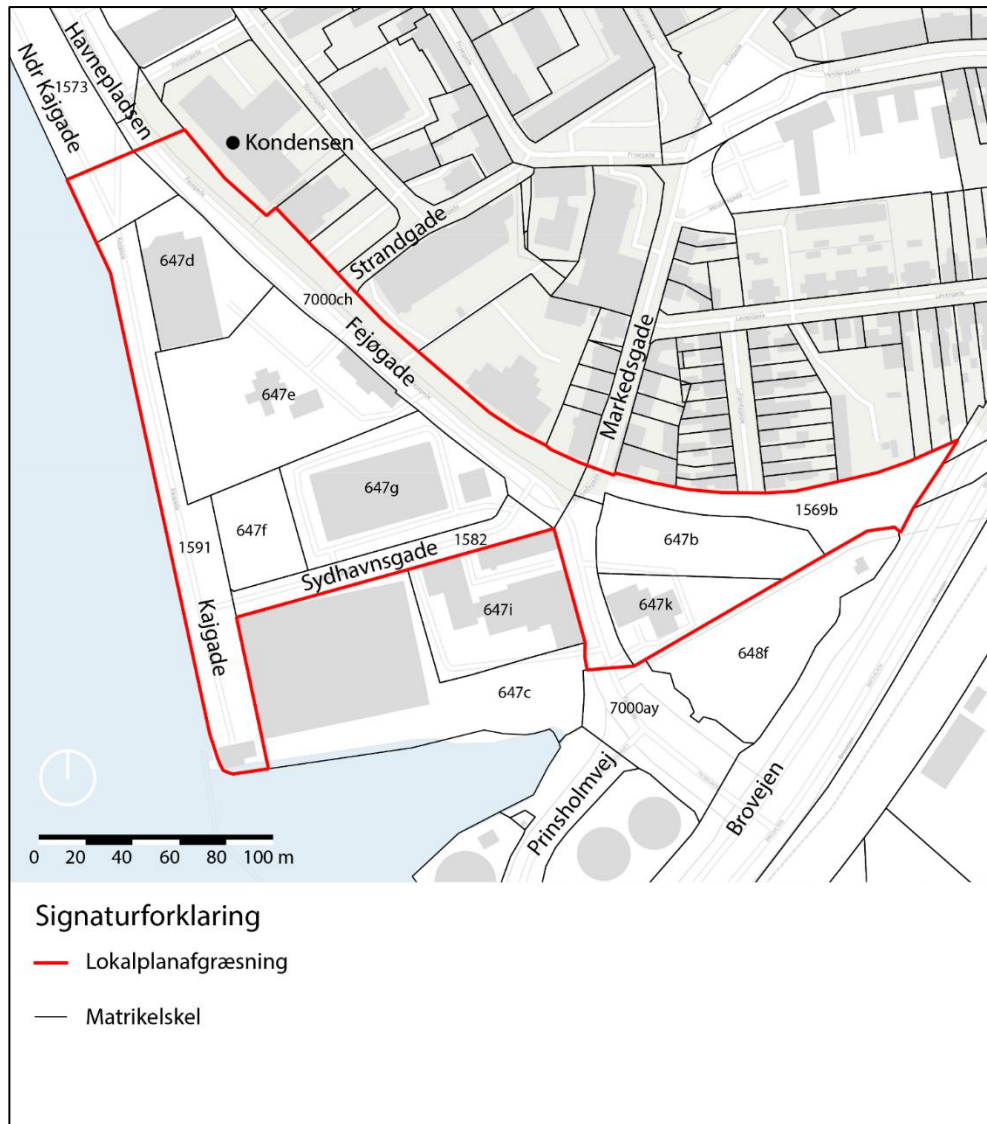 Ndr Kajgade
1573
Havnepladsen
Kondensen
647d
Strandgade
7000ch
Fejøgade
647e
Markedsgade
647g
1569b
647b
1591
647f
1582
Sydhavnsgade
647i
647k
Kajgade
648f
647c
7000ay
Prinsholmvej
Brovejen
0 20 40 60 80 100 m
Signaturforklaring
Lokalplanafgræsning
Matrikelskel